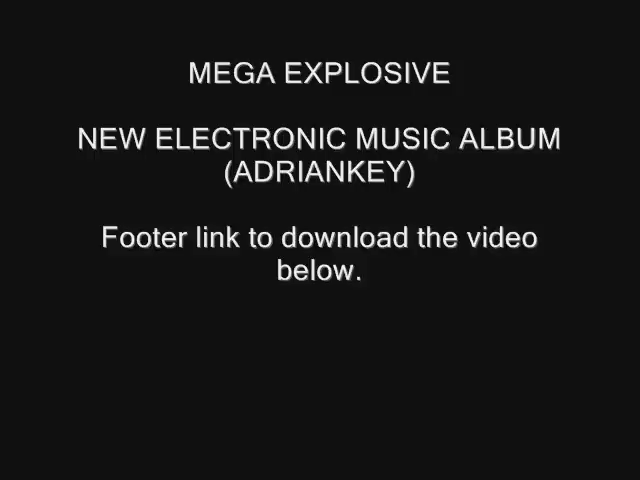 MEGA EXPLOSIVE
NEW ELECTRONIC MUSIC ALBUM
(ADRIANKEY)
Footer link to download the video
below.